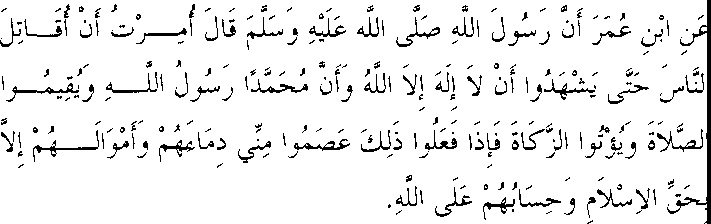 عَنِ ابْنِ عُمَرَ أَنَّ رَسُولَ اللَّهِ صَلَّى اللَّه عَلَيْهِ وَسَلَّمَ قَالَ أُمِرْتُ أَنْ أُقَاتِلَ
لنَّاسَ حَتَّى يَشْهَدُوا أَنْ لاَ إِلَهَ إِلاَّ اللَّهُ وَأَنَّ مُحَمَّدًا رَسُولُ اللَّهِ وَيُقِيمُوا
الصَّلاَةَ وَيُؤْتُوا الزَّكَاةَ فَإِذَا فَعَلُوا ذَلِكَ عَصَمُوا مِنِّي دِمَاءَهُمْ وَأَمْوَالَهُمْ إِلاَّ
بِحَقِّ الإِسْلاَمِ وَحِسَابُهُمْ عَلَى اللَّهِ.